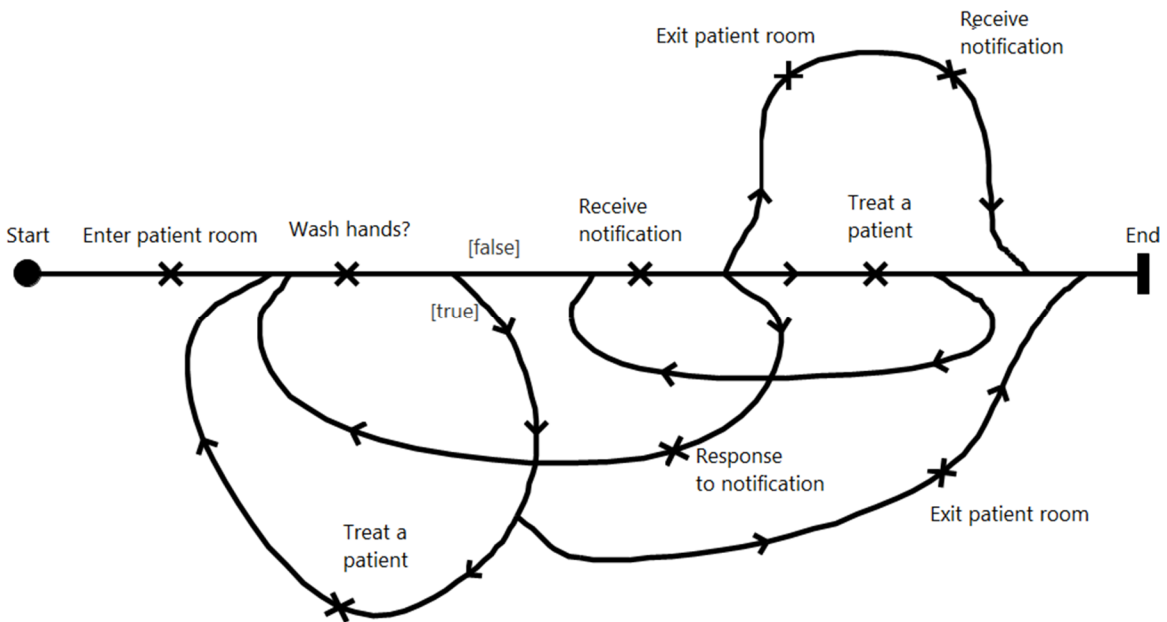 Exit patient room
Receive
notification
Start
Enter patient room
Wash hands?
[false]
Receive
notification
Treat a
patient
End
[true]
Response
to notification
Exit patient room
Treat a
patient